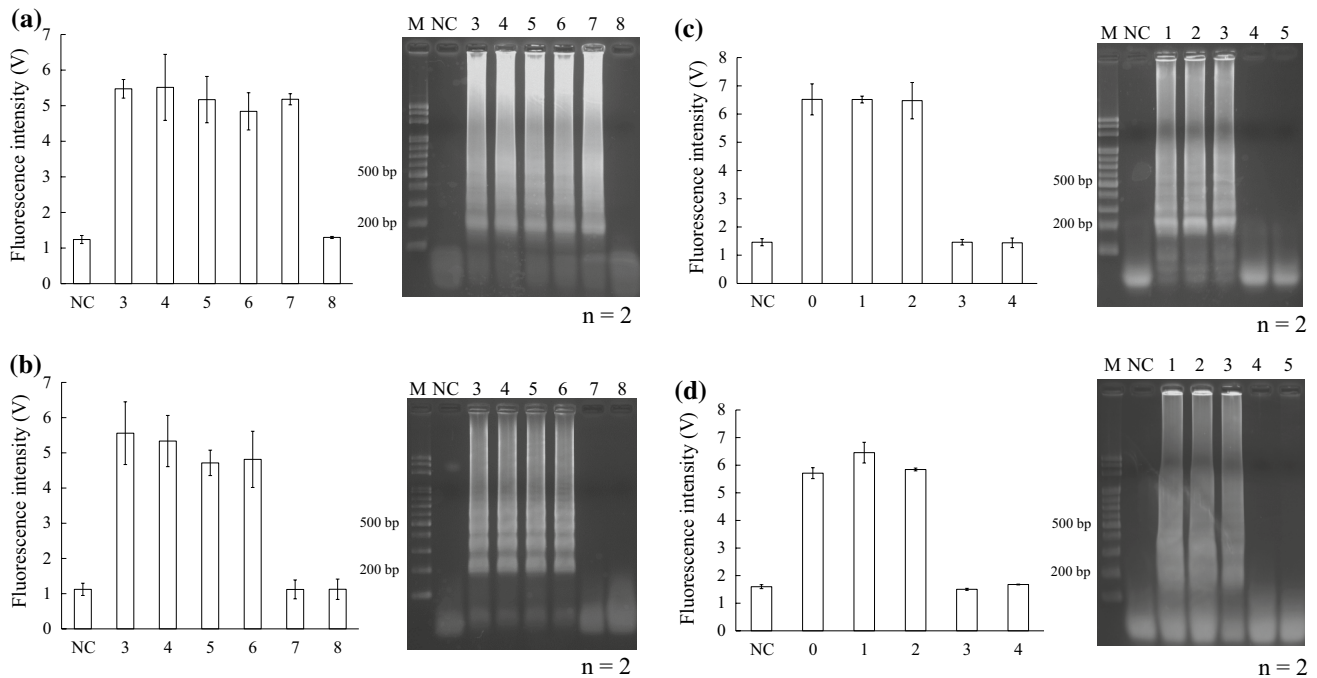 (a)
Fluorescence intensity (V)
7
6
5
4
3
2
1
0
NC 3 4 5 6 7 8
M NC 3 4 5 6 7 8
500 bp
200 bp
n = 2
(b)
Fluorescence intensity (V)
7
6
5
4
3
2
1
0
NC 3 4 5 6 7 8
M NC 3 4 5 6 7 8
500 bp
200 bp
n = 2
(c)
Fluorescence intensity (V)
8
7
6
5
4
3
2
1
0
NC 0 1 2 3 4
M NC 1 2 3 4 5
500 bp
200 bp
n = 2
(d)
Fluorescence intensity (V)
8
7
6
5
4
3
2
1
0
NC 0 1 2 3 4
M NC 1 2 3 4 5
500 bp
200 bp
n = 2